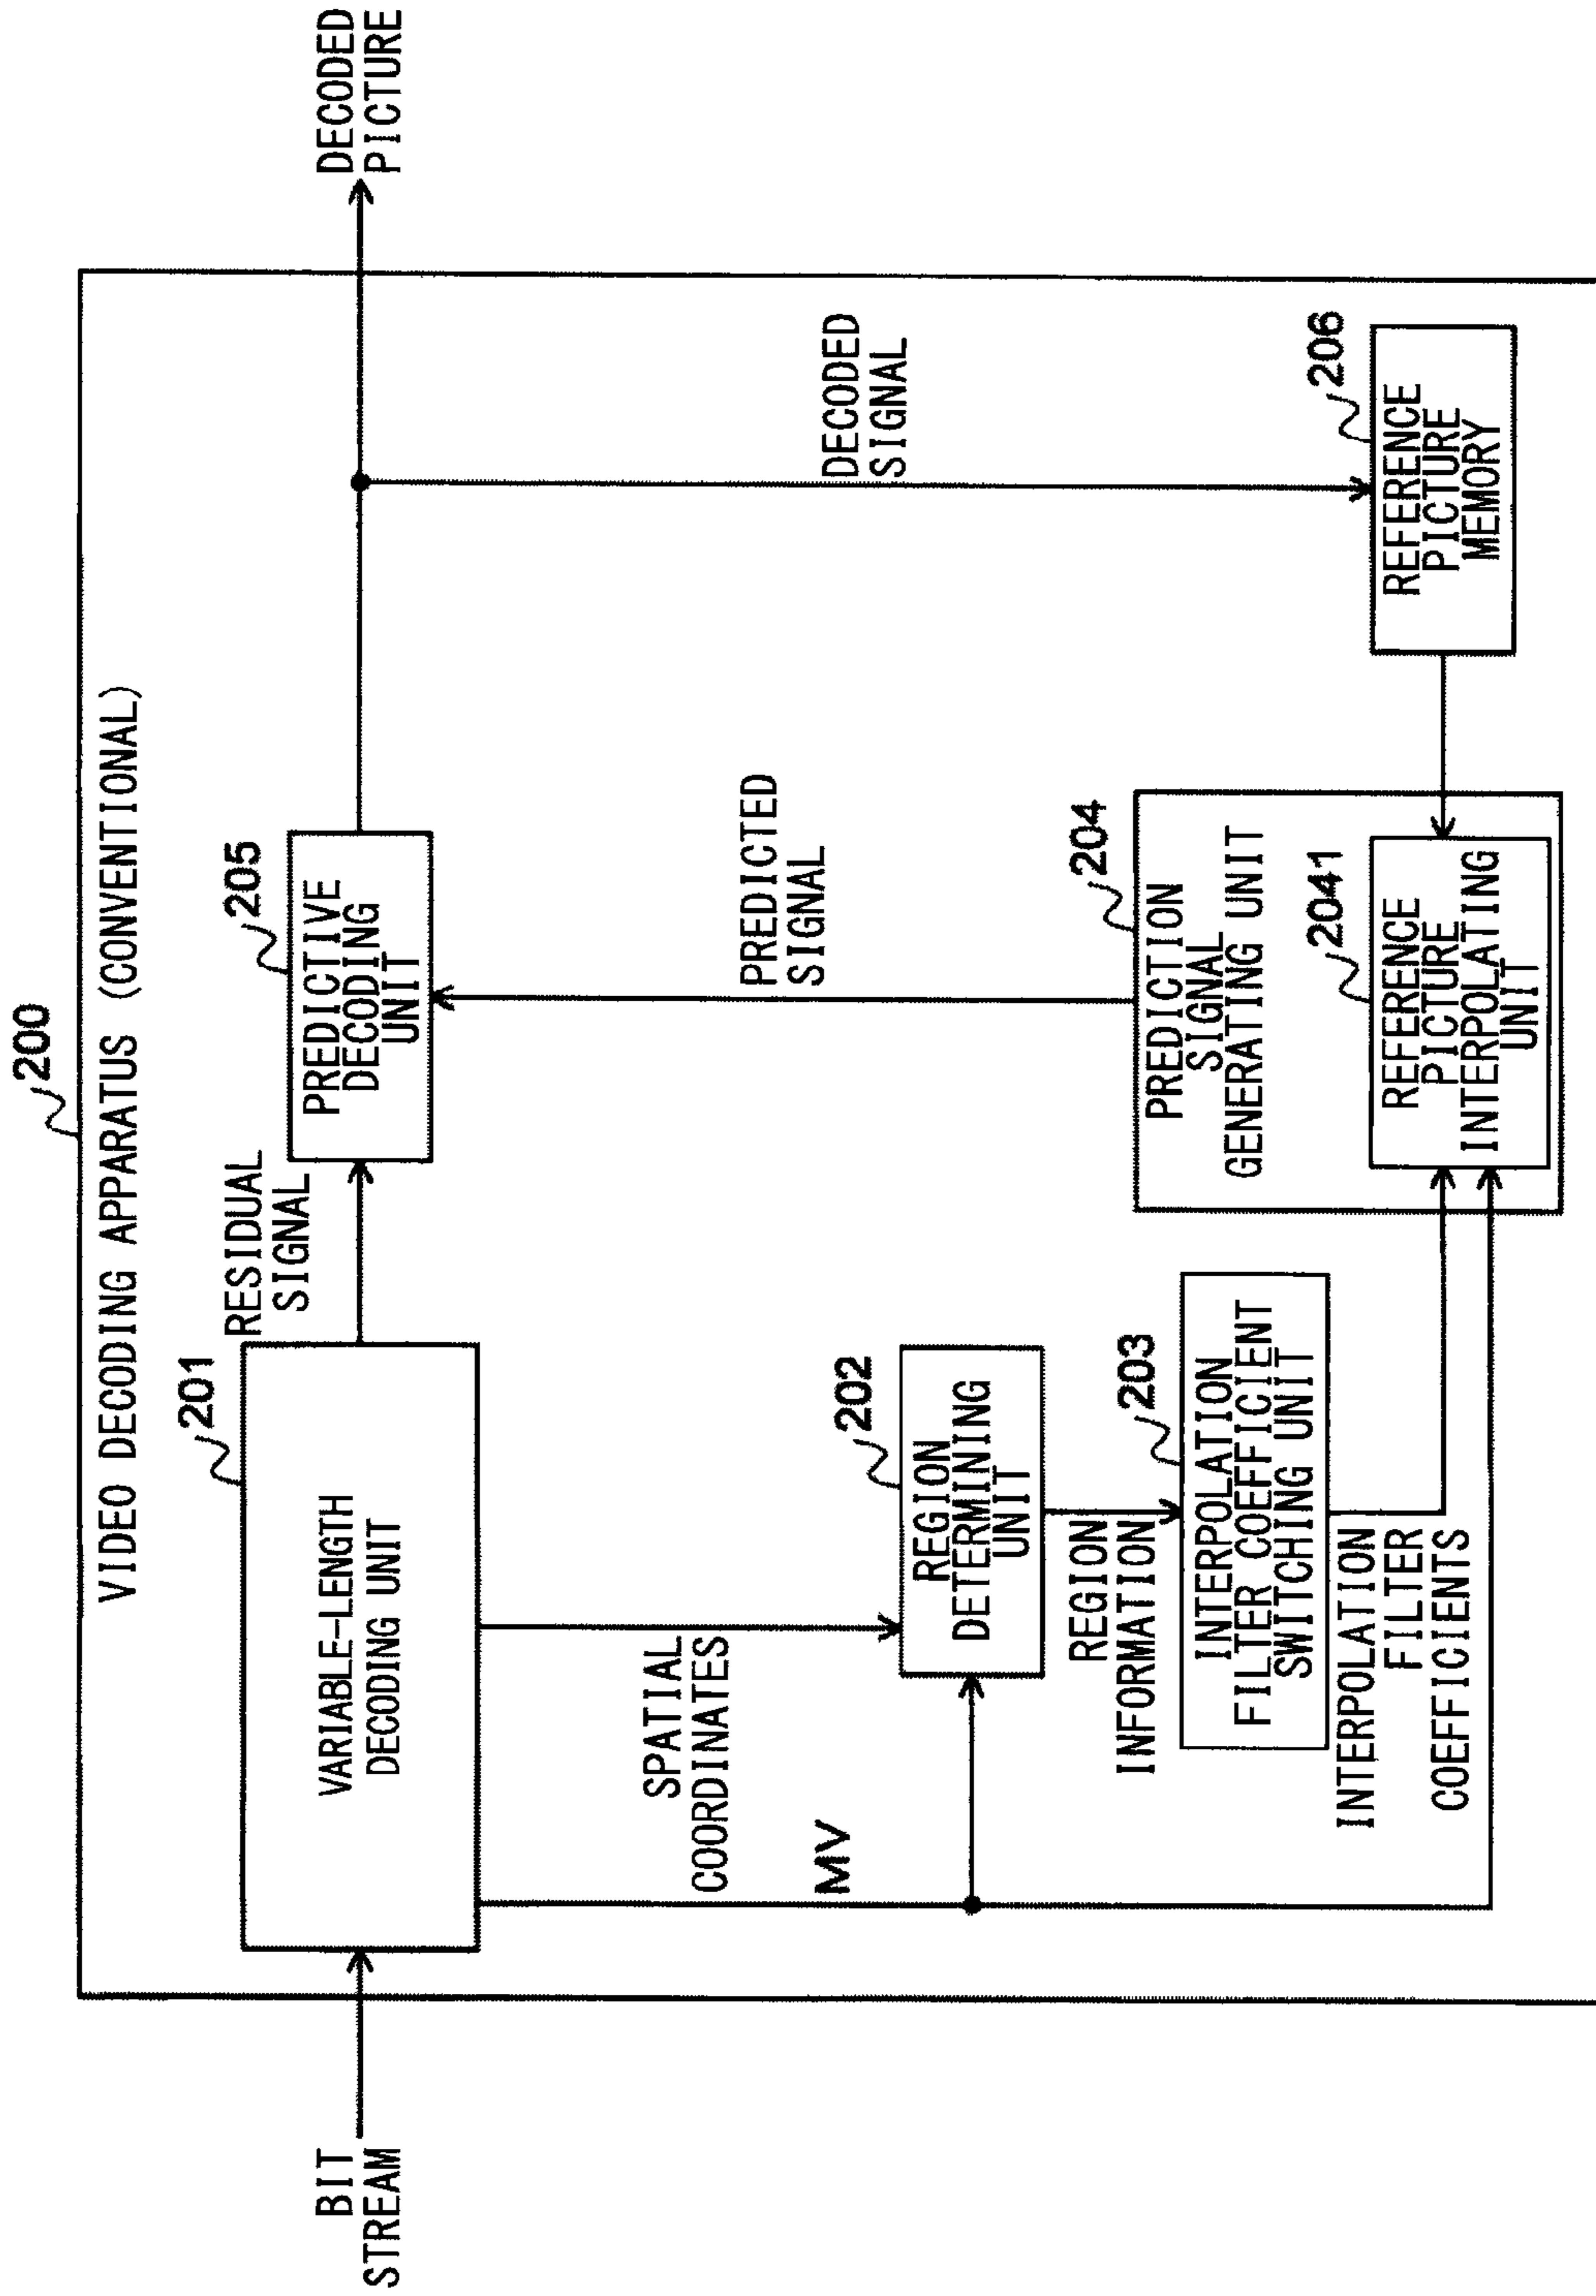 200
VIDEO DECODING APPARATUS (CONVENTIONAL)
BIT
STREAM
201
VARIABLE-LENGTH
DECODING UNIT
RESIDUAL
SIGNAL
205
PREDICTIVE
DECODING
UNIT
DECODED
PICTURE
SPATIAL
COORDINATES
MV
202
REGION
DETERMINING
UNIT
REGION
INFORMATION
203
INTERPOLATION
FILTER COEFFICIENT
SWITCHING UNIT
INTERPOLATION
FILTER
COEFFICIENTS
PREDICTED
SIGNAL
204
PREDICTION
SIGNAL
GENERATING UNIT
2041
REFERENCE
PICTURE
INTERPOLATING
UNIT
DECODED
SIGNAL
206
REFERENCE
PICTURE
MEMORY